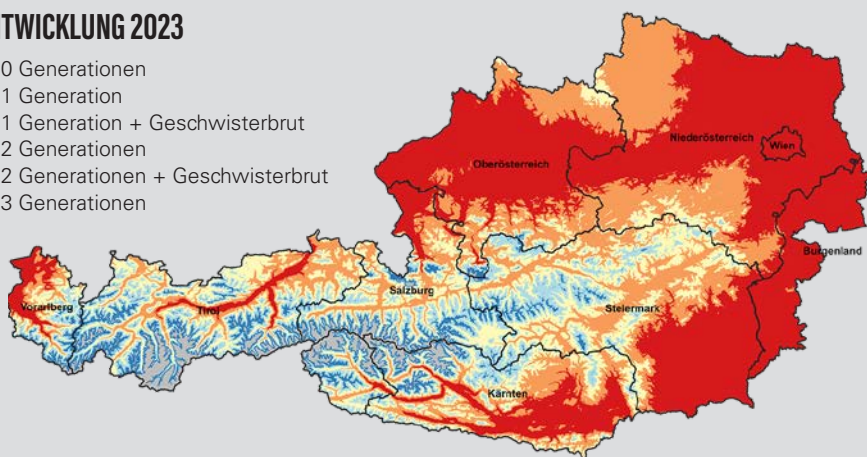 TWICKLUNG 2023
0 Generationen
1 Generation
1 Generation + Geschwisterbrut
2 Generationen
2 Generationen + Geschwisterbrut
3 Generationen
Niederösterreich
Wien
Oberösterreich
Burgenland
Salzburg
Vorarlberg
Tirol
Steiermark
Kärnten